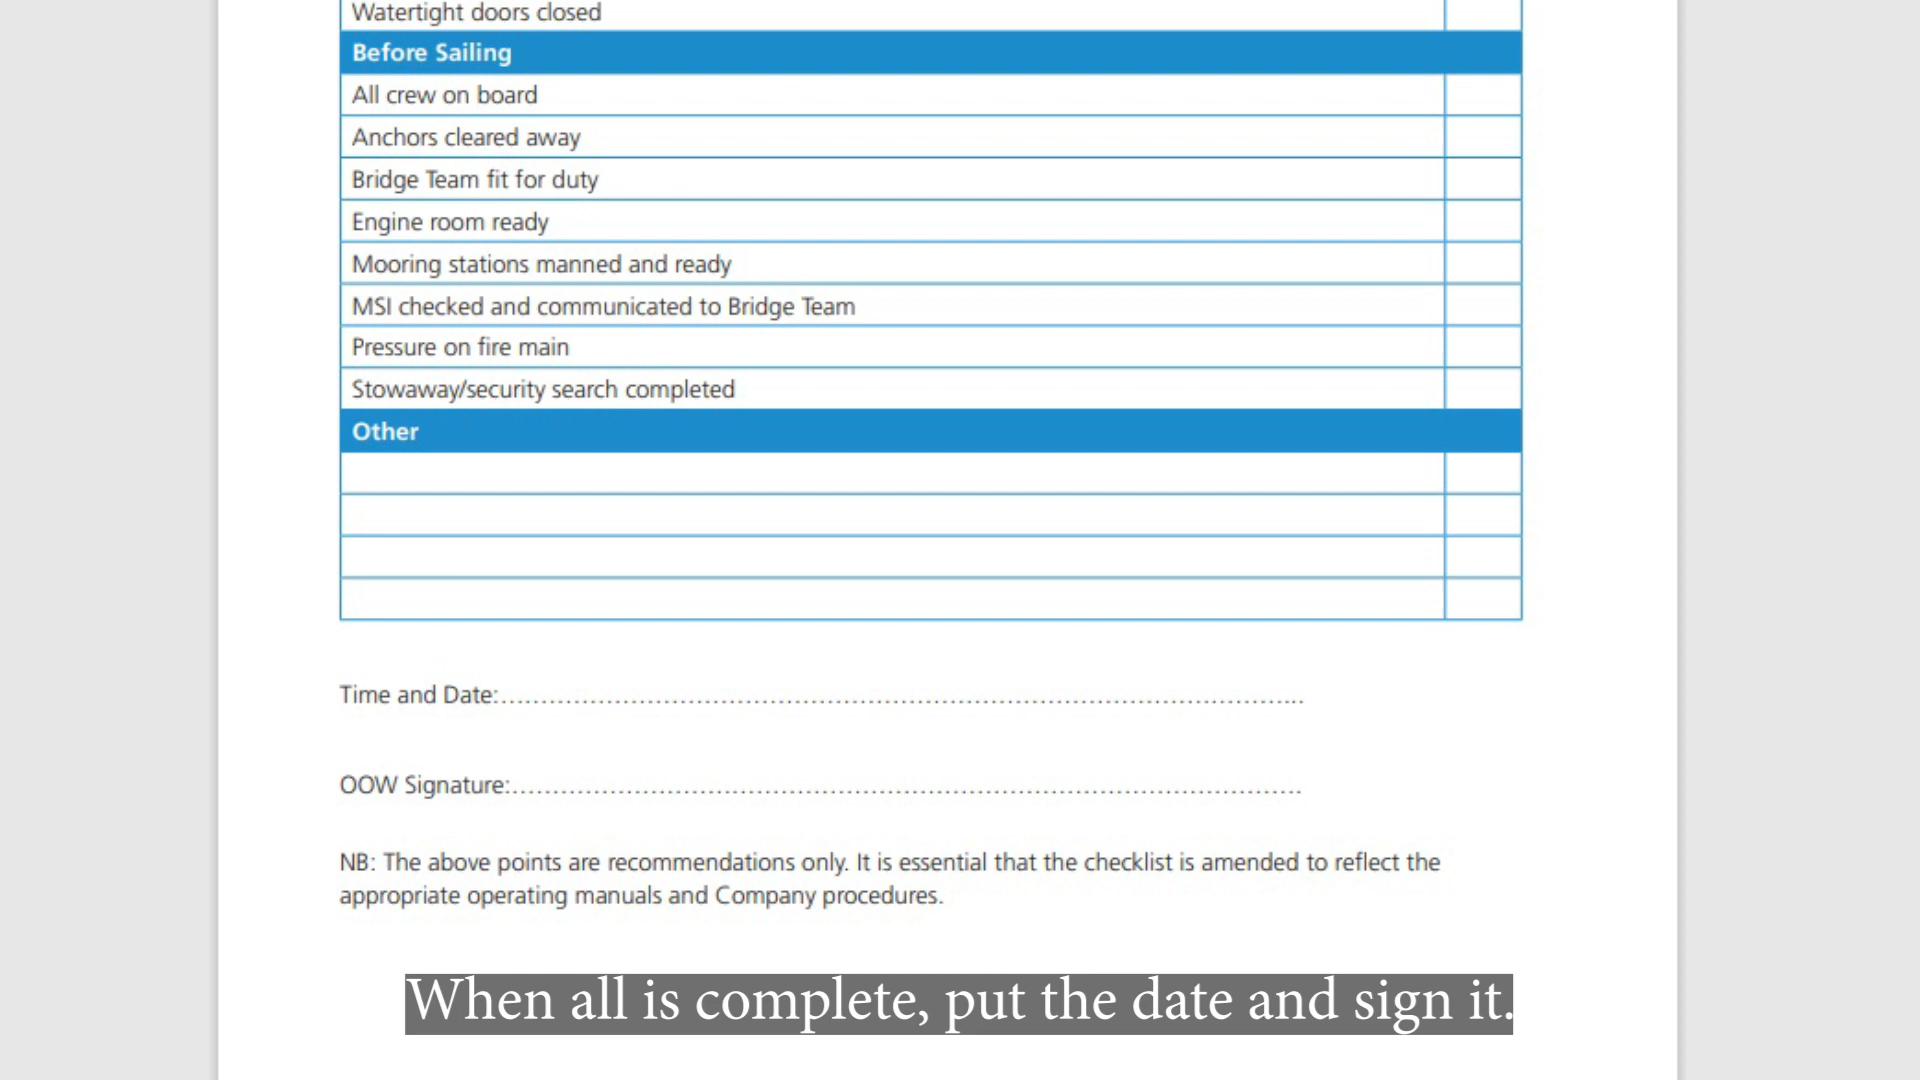 Watertight doors closed
Before Sailing
All crew on board
Anchors cleared away
Bridge Team fit for duty
Engine room ready
Mooring stations manned and ready
MSI checked and communicated to Bridge Team
Pressure on fire main
Stowaway/security search completed
Other
Time and Date:..........................................................................................
OOW Signature:..........................................................................................
NB: The above points are recommendations only. It is essential that the checklist is amended to reflect the
appropriate operating manuals and Company procedures.
When all is complete, put the date and sign it.